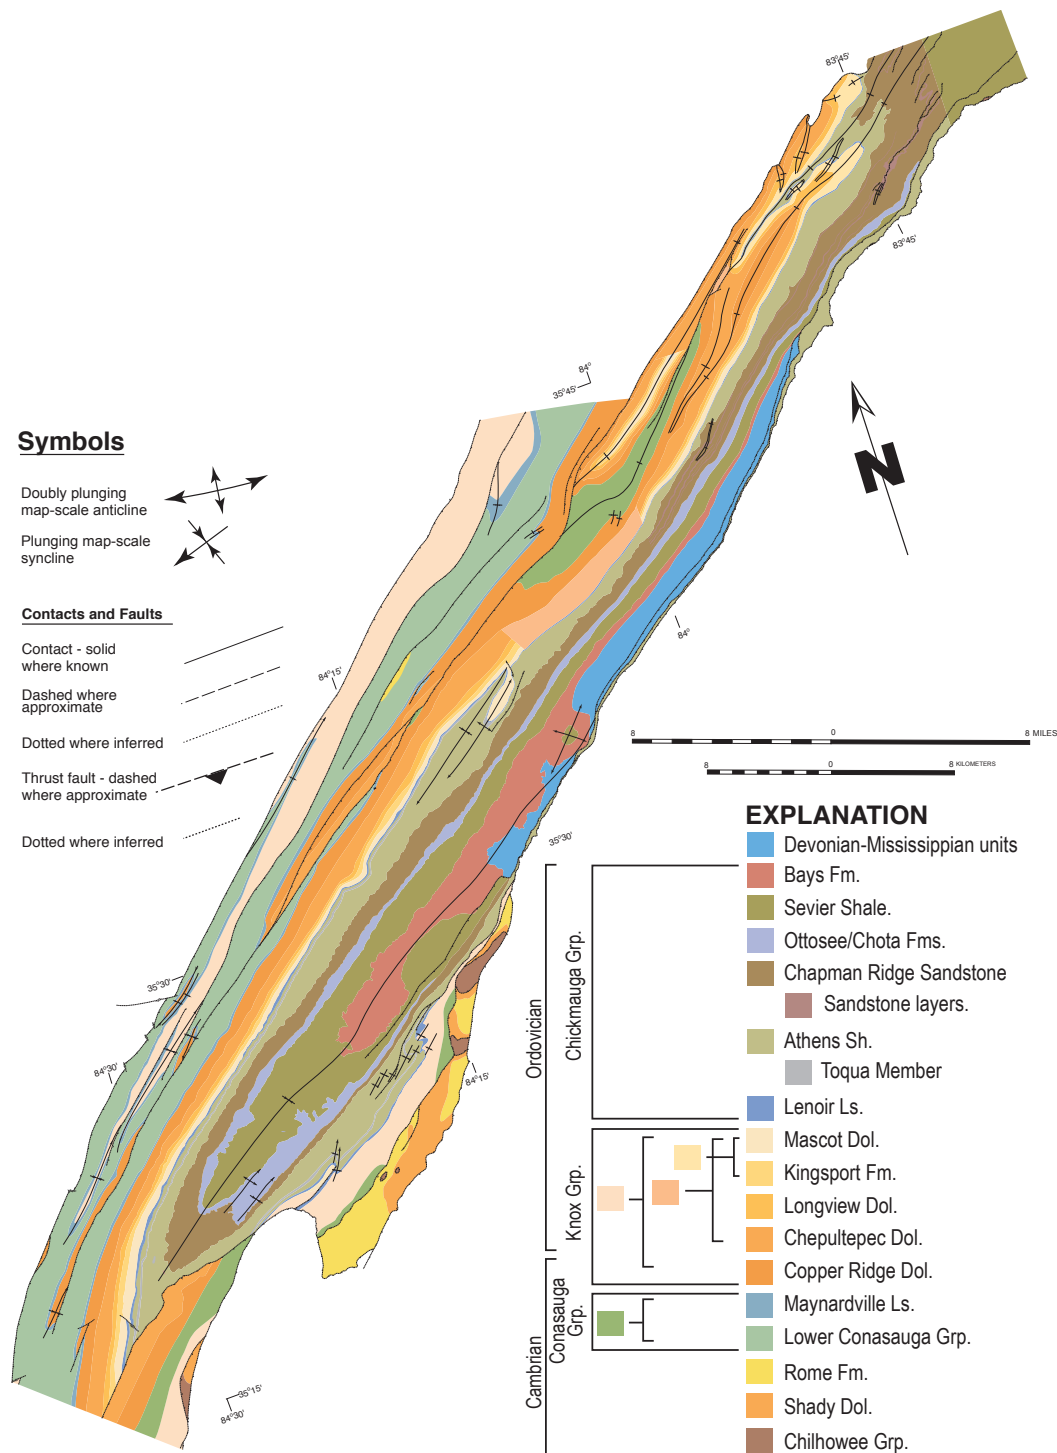 83°45'
83°45'
84°
35°45'
Symbols
Doubly plunging
map-scale anticline
Plunging map-scale
syncline
N
Contacts and Faults
Contact - solid
where known
Dashed where
approximate
Dotted where inferred
Thrust fault - dashed
where approximate
Dotted where inferred
84°15'
84°
8 0 8 MILES
8 0 8 KILOMETERS
35°30'
35°30'
84°30'
84°15'
35°15'
84°30'
EXPLANATION
Devonian-Mississippian units
Bays Fm.
Sevier Shale.
Ottosee/Chota Fms.
Chapman Ridge Sandstone
Sandstone layers.
Athens Sh.
Toqua Member
Lenoir Ls.
Mascot Dol.
Kingsport Fm.
Longview Dol.
Chepultepec Dol.
Copper Ridge Dol.
Maynardville Ls.
Lower Conasauga Grp.
Rome Fm.
Shady Dol.
Chilhowee Grp.
Ordovician
Chickmauga Grp.
Knox Grp.
Cambrian
Conasauga
Grp.